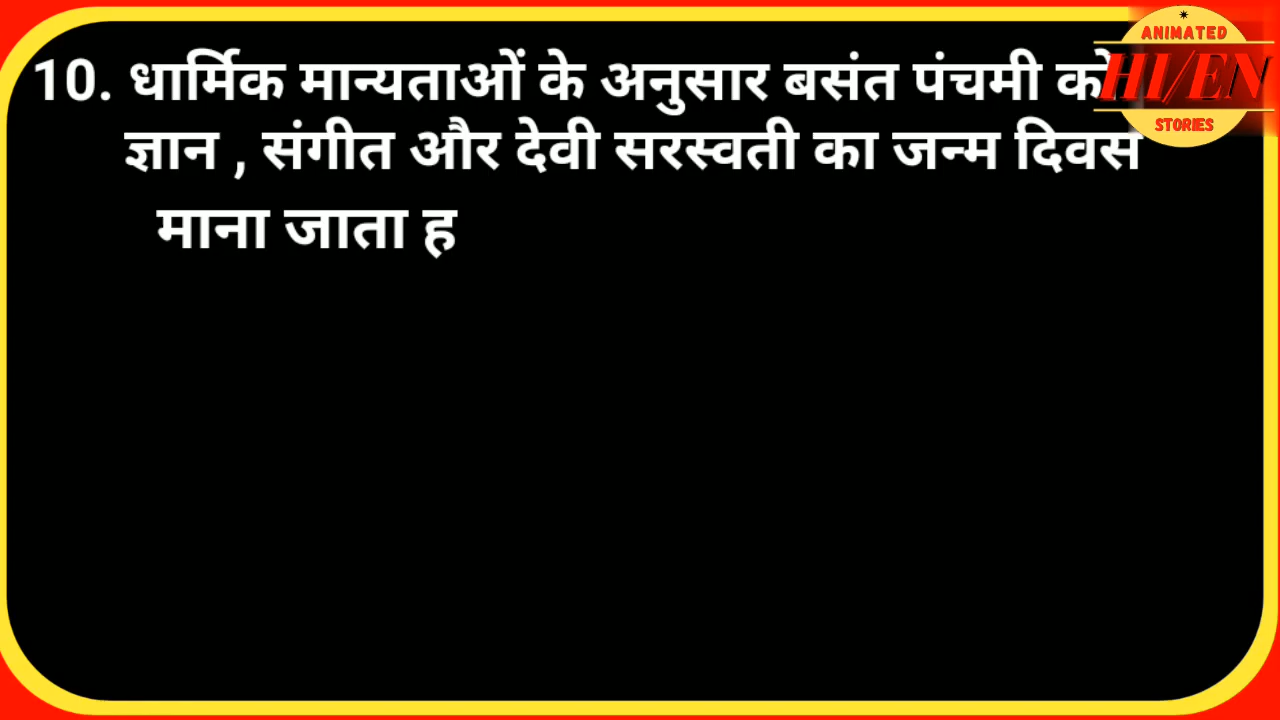 10. धार्मिक मान्यताओं के अनुसार बसंत पंचमी को
ज्ञान , संगीत और देवी सरस्वती का जन्म दिवस
माना जाता ह
ANIMATED
HI/EN
STORIES